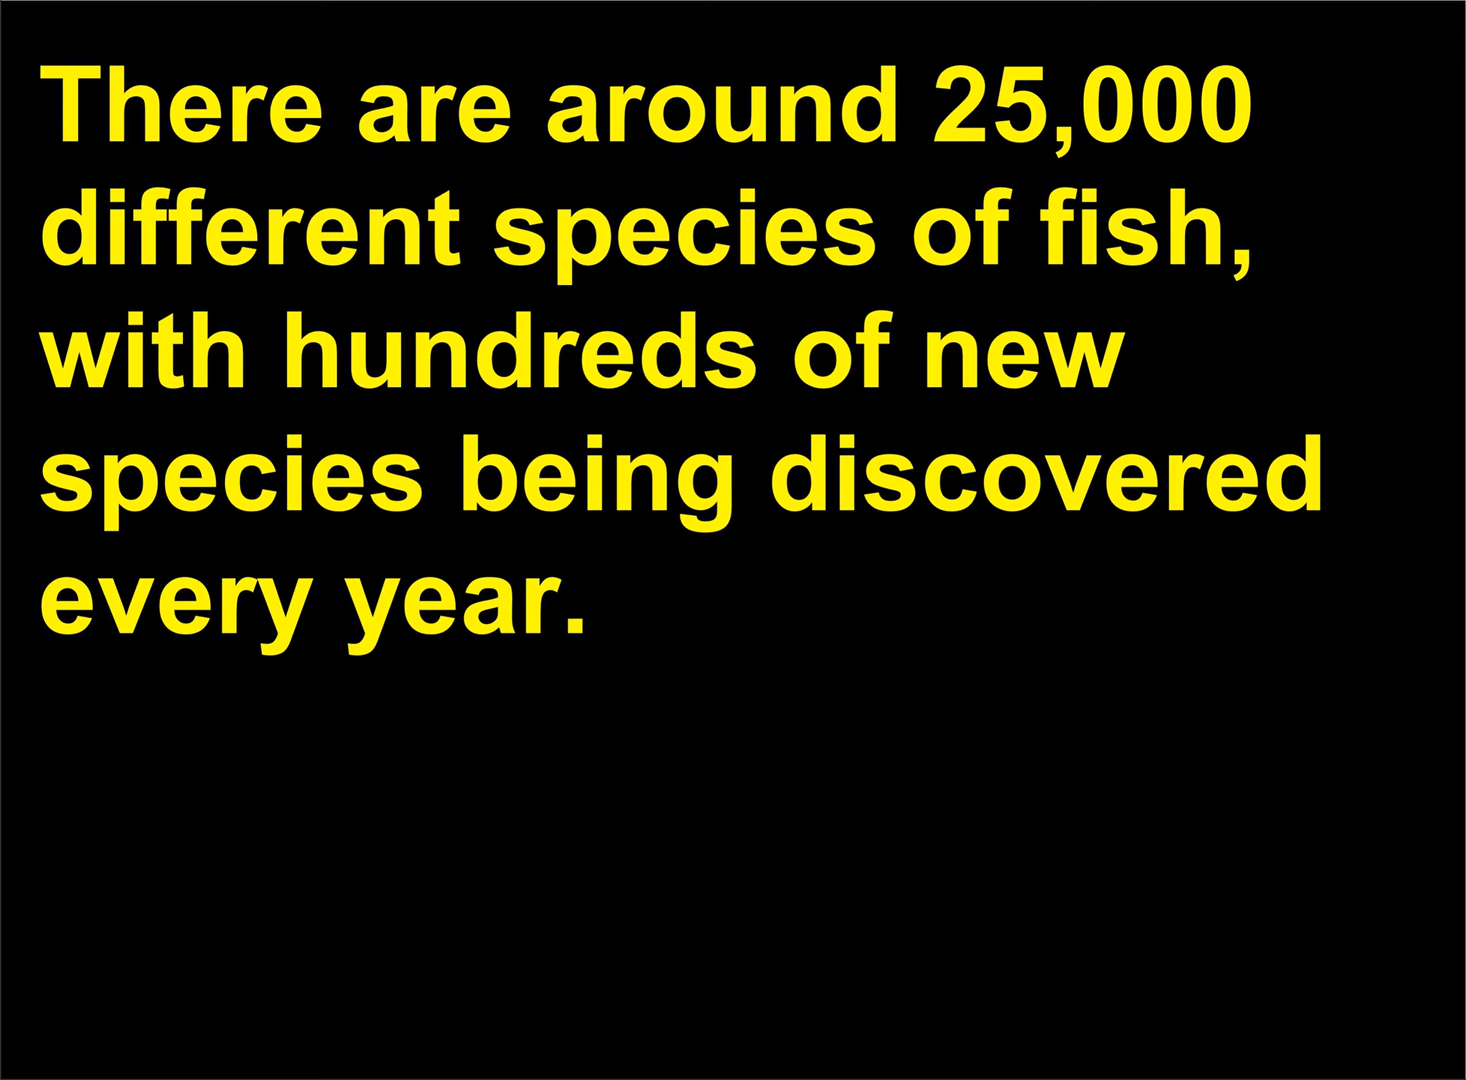 There are around 25,000
different species of fish,
with hundreds of new
species being discovered
every year.